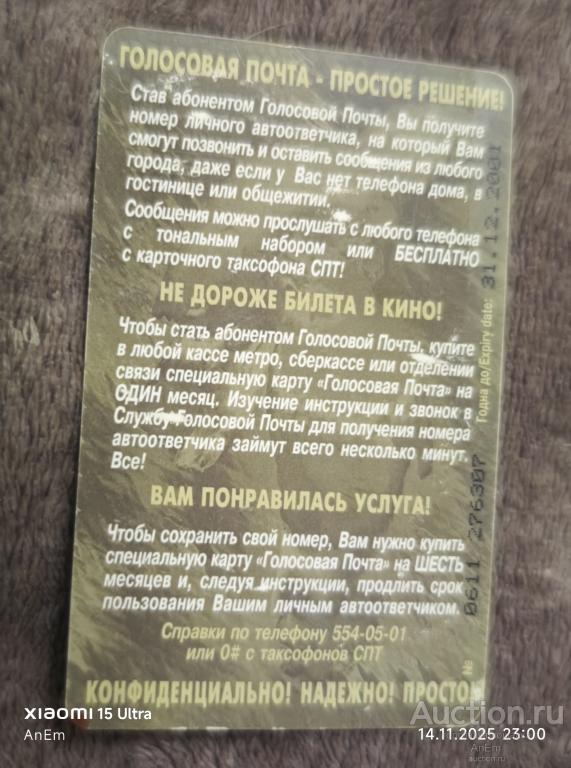 ГОЛОСОВАЯ ПОЧТА - ПРОСТОЕ РЕШЕНИЕ!
Став абонентом Голосовой Почты, Вы получите
номер личного автоответчика, на который Вам
смогут позвонить и оставить сообщения из любого
города, даже если у Вас нет телефона дома, в
гостинице или общежитии.
Сообщения можно прослушать с любого телефона
с тональным набором или БЕСПЛАТНО
с карточного таксофона СПТ!
НЕ ДОРОЖЕ БИЛЕТА В КИНО!
Чтобы стать абонентом Голосовой Почты, купите
в любой кассе метро, сберкассе или отделении
связи специальную карту «Голосовая Почта» на
ОДИН месяц. Изучение инструкции и звонок в
Службу Голосовой Почты для получения номера
автоответчика займут всего несколько минут.
Все!
ВАМ ПОНРАВИЛАСЬ УСЛУГА!
Чтобы сохранить свой номер, Вам нужно купить
специальную карту «Голосовая Почта» на ШЕСТЬ
месяцев и, следуя инструкции, продлить срок
пользования Вашим личным автоответчиком.
Справки по телефону 554-05-01
или 0# с таксофонов СПТ
КОНФИДЕНЦИАЛЬНО! НАДЕЖНО! ПРОСТО!
Годна до/Expiry date: 31.12.2001
№ 0611 276307
xiaomi 15 Ultra
AnEm
14.11.2025 23:00
Auction.ru
AnEm
auction.ru